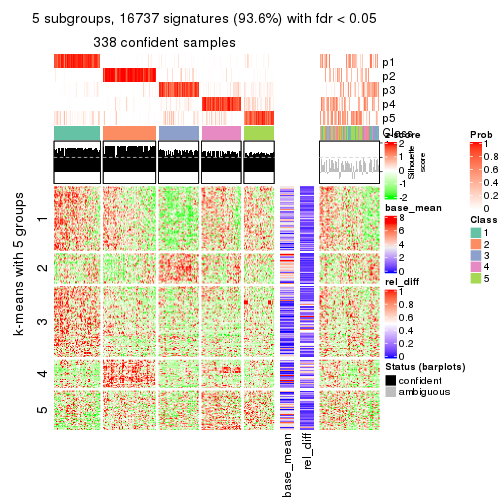 5 subgroups, 16737 signatures (93.6%) with fdr < 0.05
338 confident samples
p1
p2
p3
p4
p5
Class
z-score
2
1
0
-1
-2
Silhouette
score
Prob
1
0.8
0.6
0.4
0.2
0
base_mean
8
6
4
2
0
Class
1
2
3
4
5
rel_diff
1
0.8
0.6
0.4
0.2
0
Status (barplots)
confident
ambiguous
k-means with 5 groups
1
2
3
4
5
base_mean
rel_diff